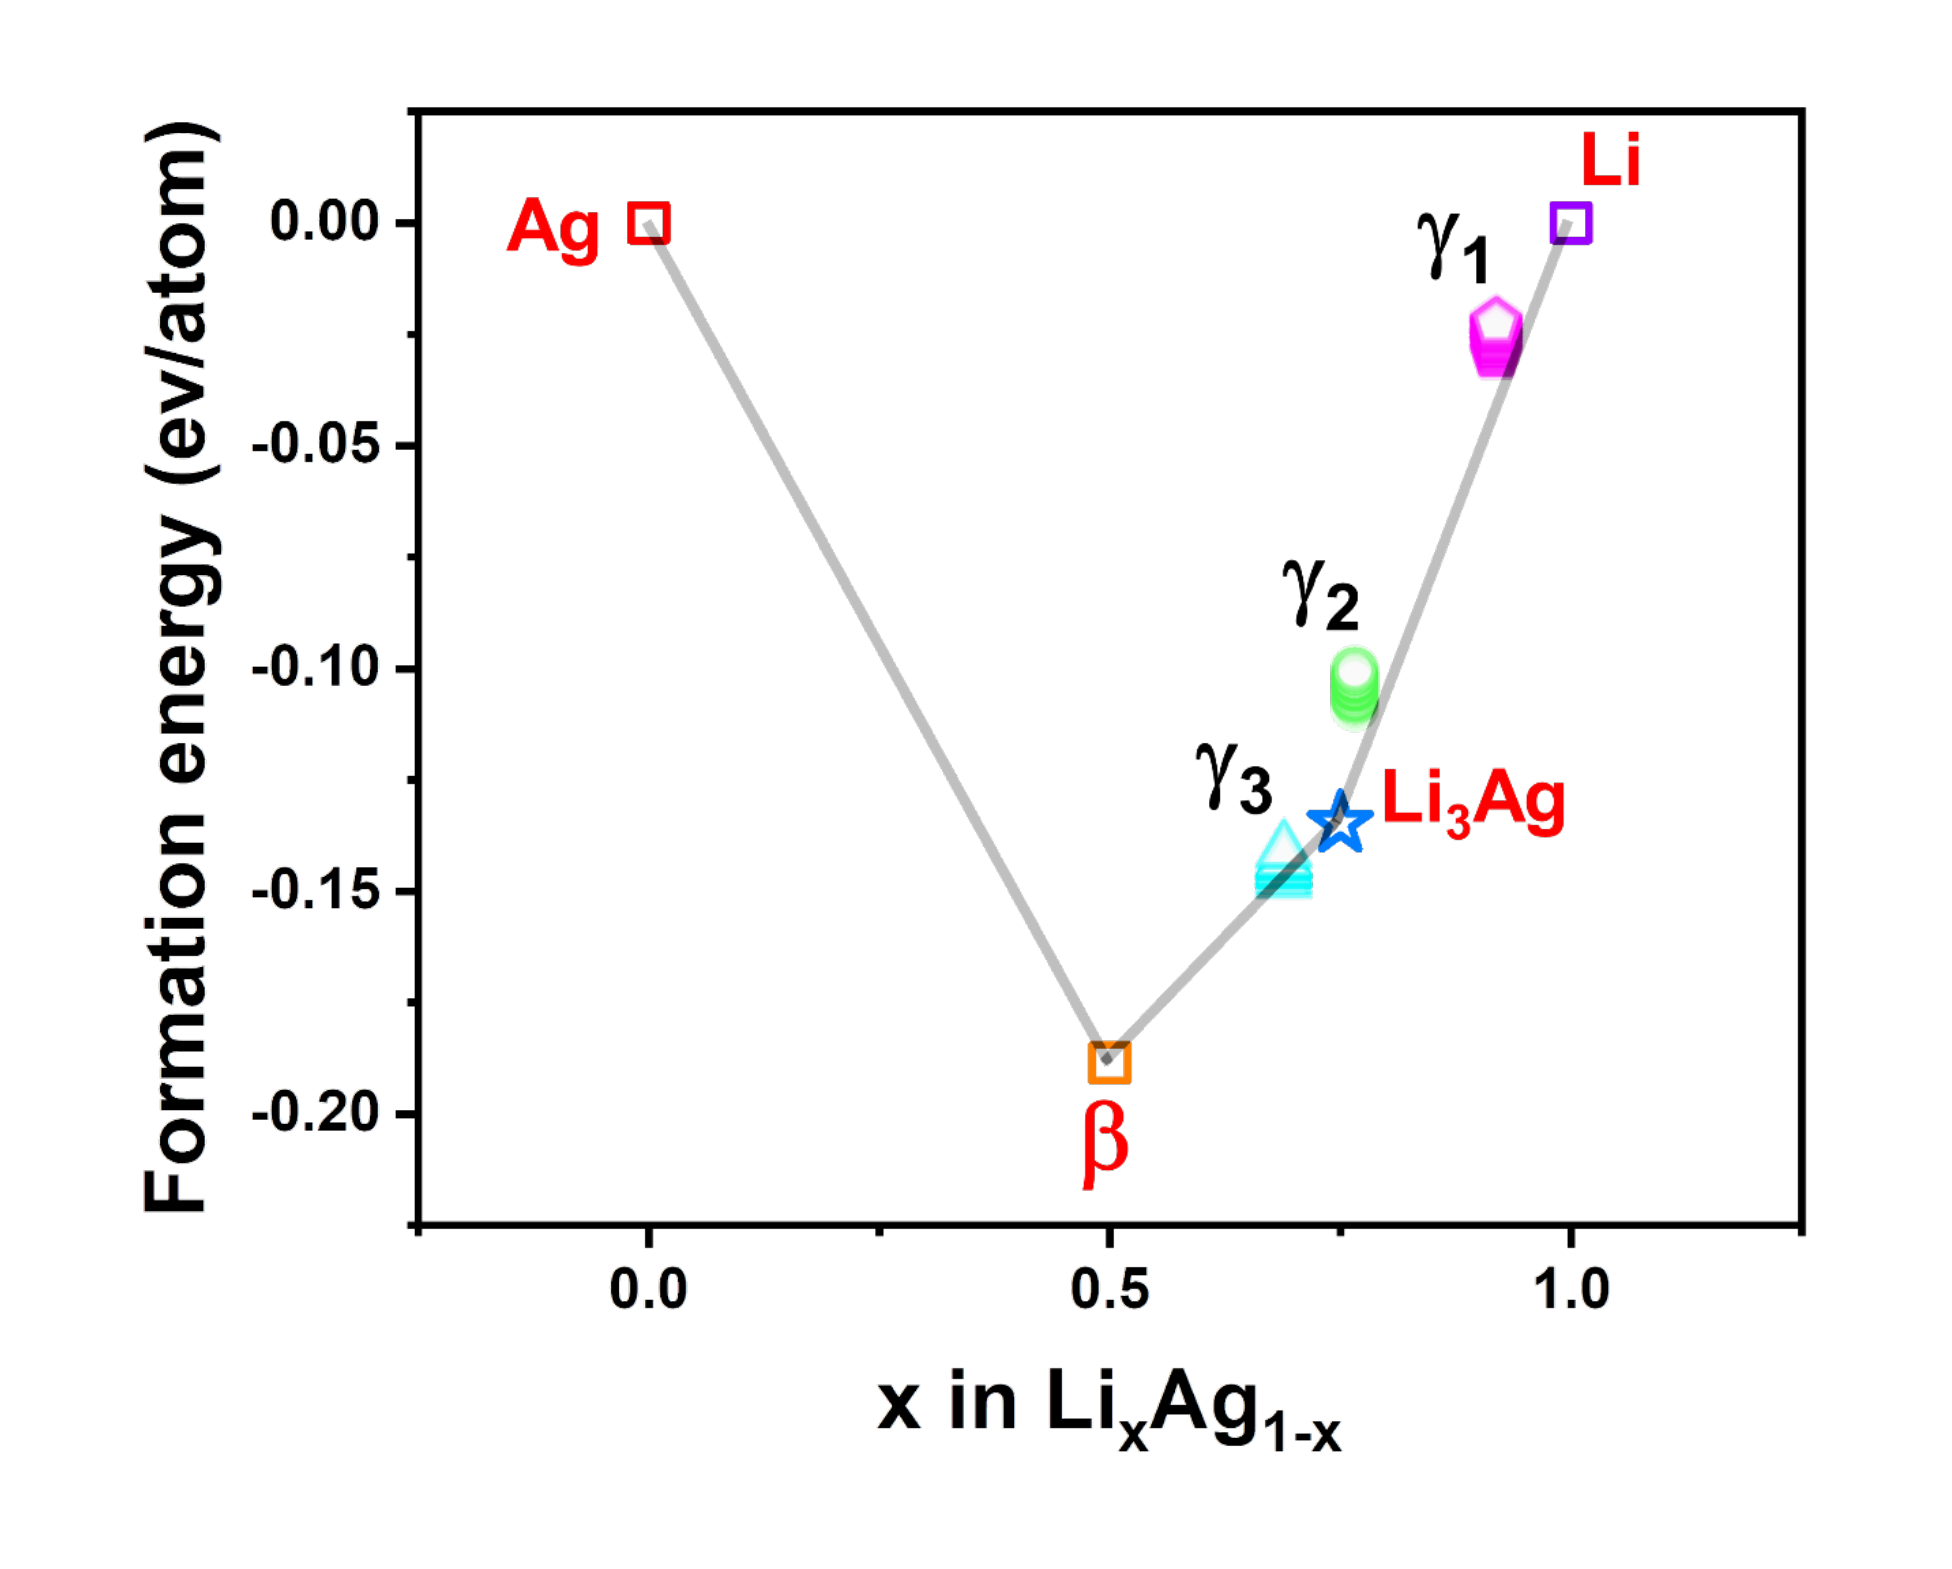 Formation energy (ev/atom)
0.00
-0.05
-0.10
-0.15
-0.20
Ag
Li
γ1
γ2
γ3
Li3Ag
β
0.0
0.5
1.0
x in LixAg1-x